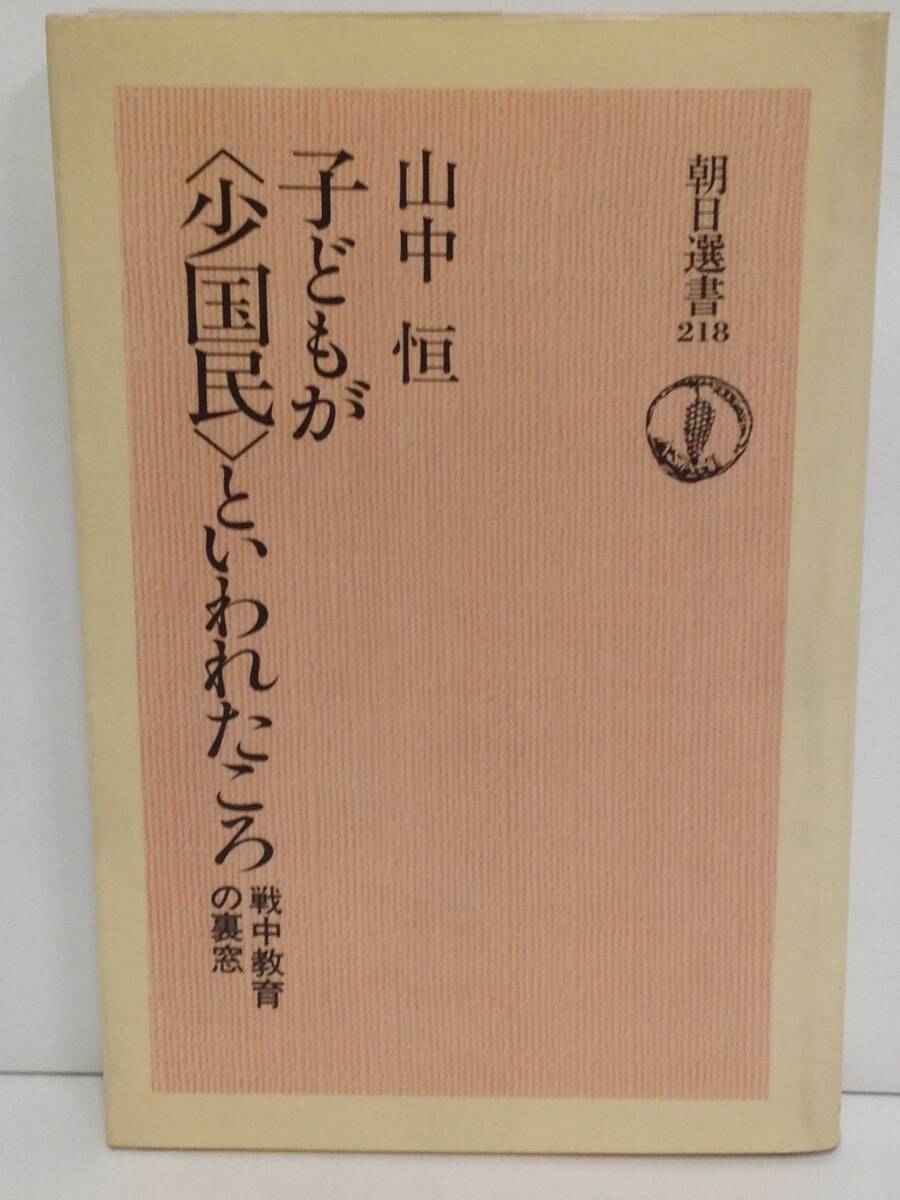 朝日選書
218
山中 恒
子どもが
〈少国民〉といわれたころ
戦中教育
の裏窓